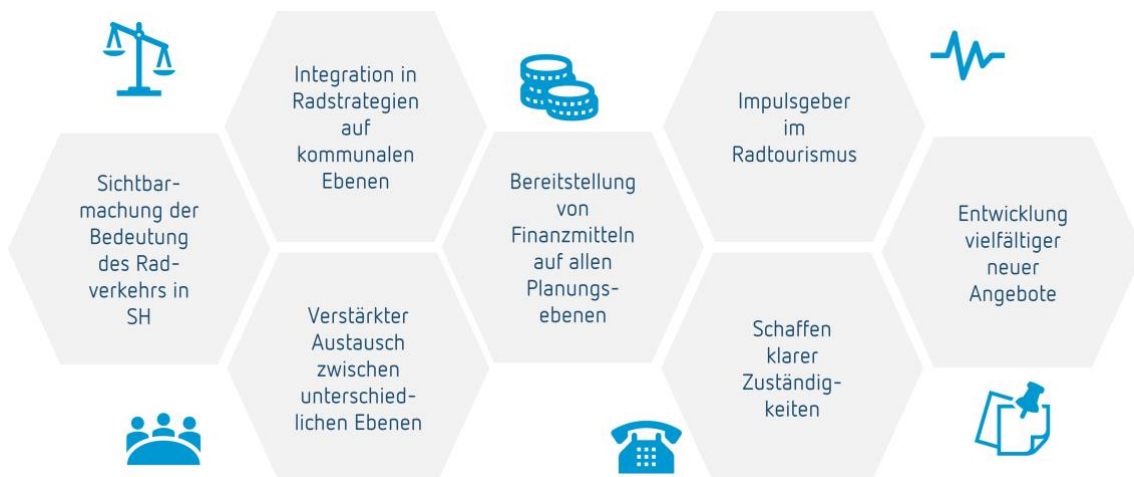 Sichtbar-
machung der
Bedeutung
des Rad-
verkehrs in
SH
Integration in
Radstrategien
auf
kommunalen
Ebenen
Verstärkter
Austausch
zwischen
unterschied-
lichen Ebenen
Bereitstellung
von
Finanzmitteln
auf allen
Planungs-
ebenen
Impulsgeber
im
Radtourismus
Schaffen
klarer
Zuständig-
keiten
Entwicklung
vielfältiger
neuer
Angebote